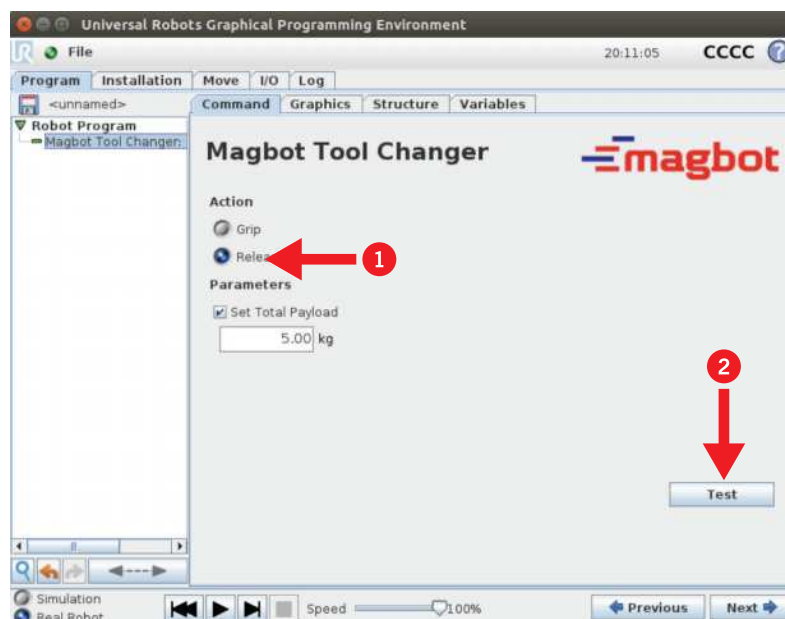 Universal Robots Graphical Programming Environment
File 20:11:05 CCCC ?
Program Installation Move I/O Log
<unnamed> Command Graphics Structure Variables
Robot Program
Magbot Tool Changer:
Magbot Tool Changer magbot
Action
Grip
Relea 1
Parameters
Set Total Payload
5.00 kg
2
Test
Simulation
Real Robot
Speed 100% Previous Next